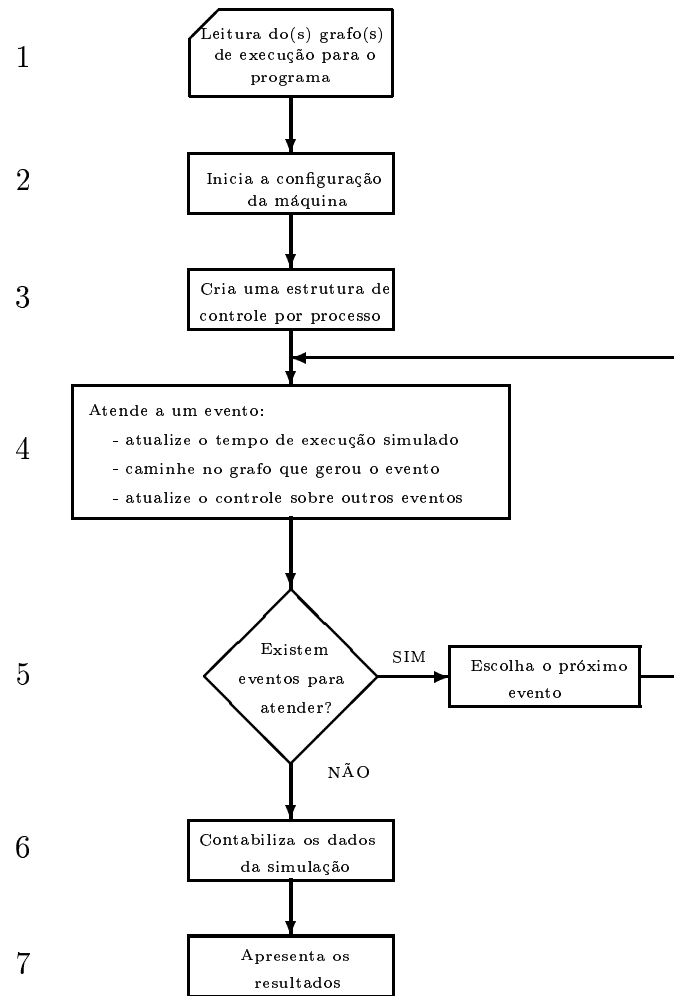 1
Leitura do(s) grafo(s)
de execução para o
programa
2
Inicia a configuração
da máquina
3
Cria uma estrutura de
controle por processo
4
Atende a um evento:
- atualize o tempo de execução simulado
- caminhe no grafo que gerou o evento
- atualize o controle sobre outros eventos
5
Existem
eventos para
atender?
SIM
Escolha o próximo
evento
NÃO
6
Contabiliza os dados
da simulação
7
Apresenta os
resultados